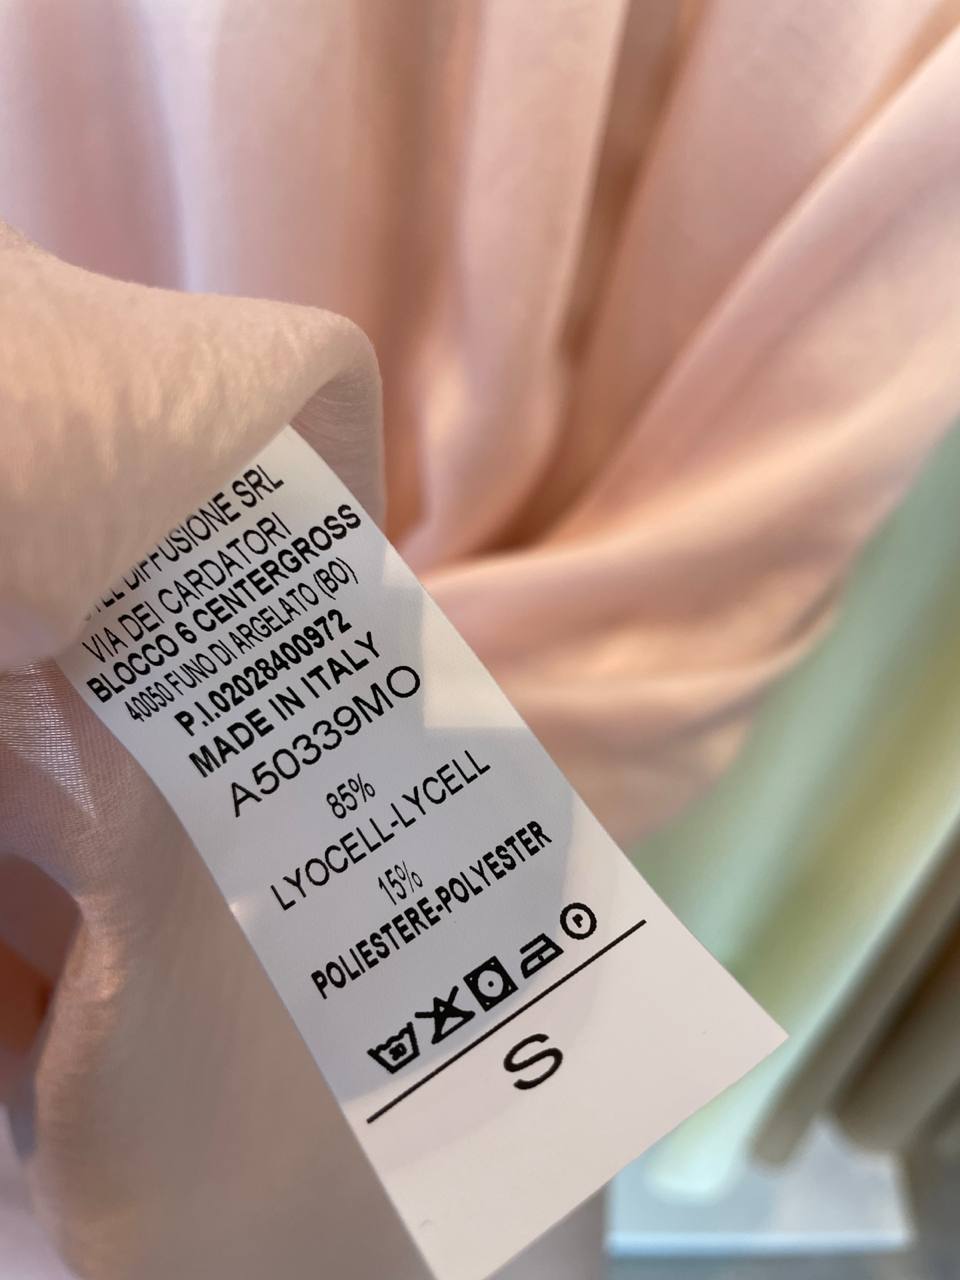 DIFFUSIONE SRL
VIA DEI CARDATORI
BLOCCO 6 CENTERGROSS
40050 FUNO DI ARGELATO (BO)
P.I.02028400972
MADE IN ITALY
A50339MO
85%
LYOCELL-LYCELL
15%
POLIESTERE-POLYESTER
30 P
S